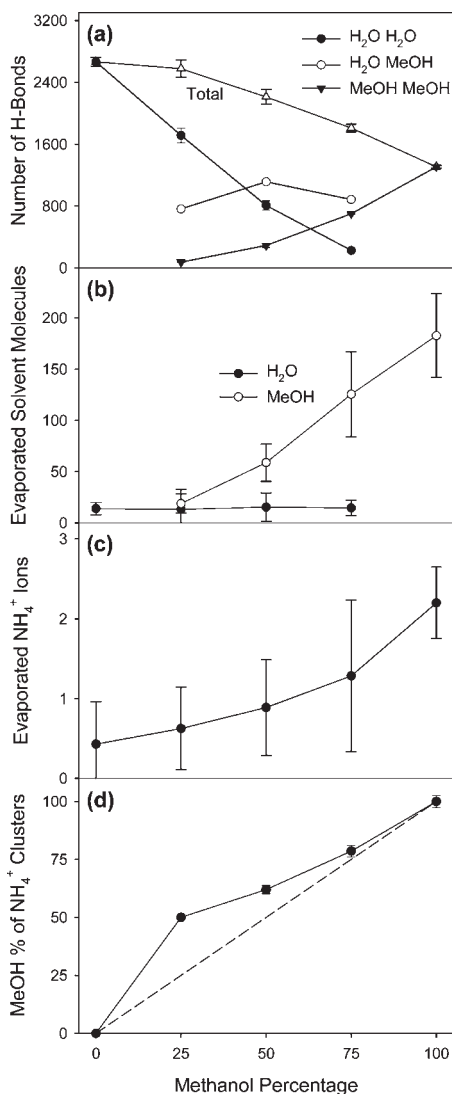 (a)
Number of H-Bonds
3200
2400
1600
800
0
H₂O H₂O
H₂O MeOH
MeOH MeOH
Total
(b)
Evaporated Solvent Molecules
200
150
100
50
0
H₂O
MeOH
(c)
Evaporated NH₄⁺ Ions
3
2
1
0
(d)
MeOH % of NH₄⁺ Clusters
100
75
50
25
0
0 25 50 75 100
Methanol Percentage